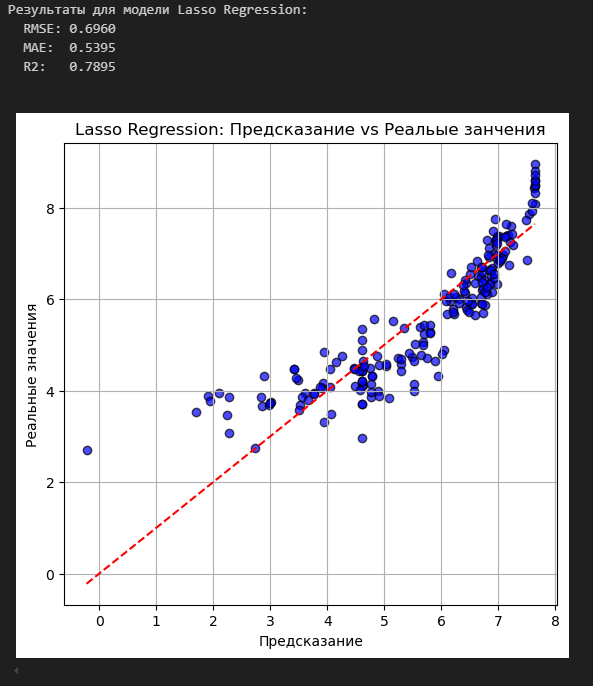 Результаты для модели Lasso Regression:
RMSE: 0.6960
MAE: 0.5395
R2: 0.7895
Lasso Regression: Предсказание vs Реальые занчения
Реальные значения
8
6
4
2
0
0 1 2 3 4 5 6 7 8
Предсказание